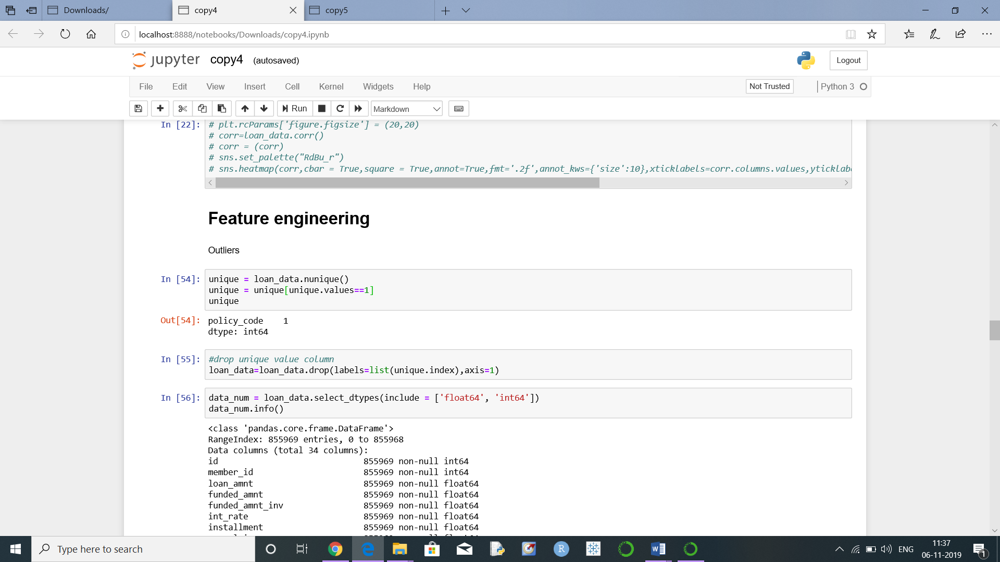 Downloads/ copy4 copy5
localhost:8888/notebooks/Downloads/copy4.ipynb
jupyter copy4 (autosaved) Logout
File Edit View Insert Cell Kernel Widgets Help Not Trusted Python 3
Run Markdown
In [22]: # plt.rcParams['figure.figsize'] = (20,20)
# corr=loan_data.corr()
# corr = (corr)
# sns.set_palette("RdBu_r")
# sns.heatmap(corr,cbar = True,square = True,annot=True,fmt='.2f',annot_kws={'size':10},xticklabels=corr.columns.values,yticklab
Feature engineering
Outliers
In [54]: unique = loan_data.nunique()
unique = unique[unique.values==1]
unique
Out[54]: policy_code 1
dtype: int64
In [55]: #drop unique value column
loan_data=loan_data.drop(labels=list(unique.index),axis=1)
In [56]: data_num = loan_data.select_dtypes(include = ['float64', 'int64'])
data_num.info()
<class 'pandas.core.frame.DataFrame'>
RangeIndex: 855969 entries, 0 to 855968
Data columns (total 34 columns):
id 855969 non-null int64
member_id 855969 non-null int64
loan_amnt 855969 non-null float64
funded_amnt 855969 non-null float64
funded_amnt_inv 855969 non-null float64
int_rate 855969 non-null float64
installment 855969 non-null float64
Type here to search
ENG
11:37
06-11-2019
1